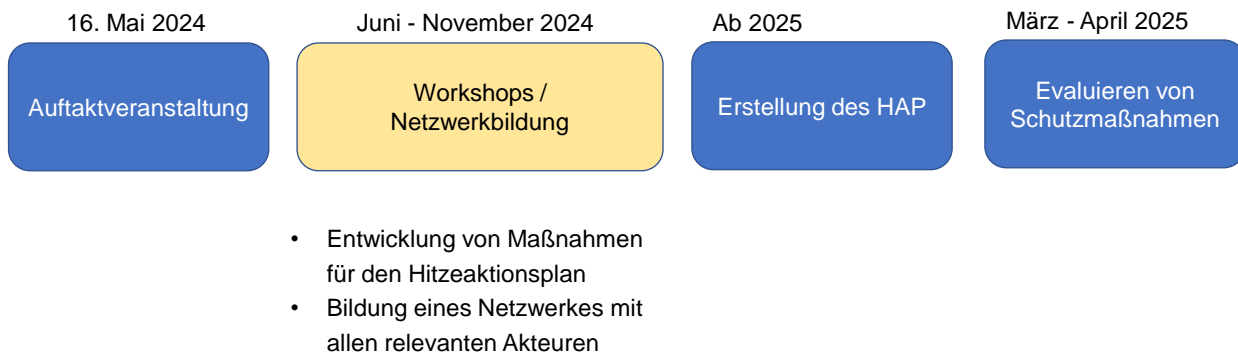 16. Mai 2024
Juni - November 2024
Ab 2025
März - April 2025
Auftaktveranstaltung
Workshops /
Netzwerkbildung
Erstellung des HAP
Evaluieren von
Schutzmaßnahmen
• Entwicklung von Maßnahmen
für den Hitzeaktionsplan
• Bildung eines Netzwerkes mit
allen relevanten Akteuren